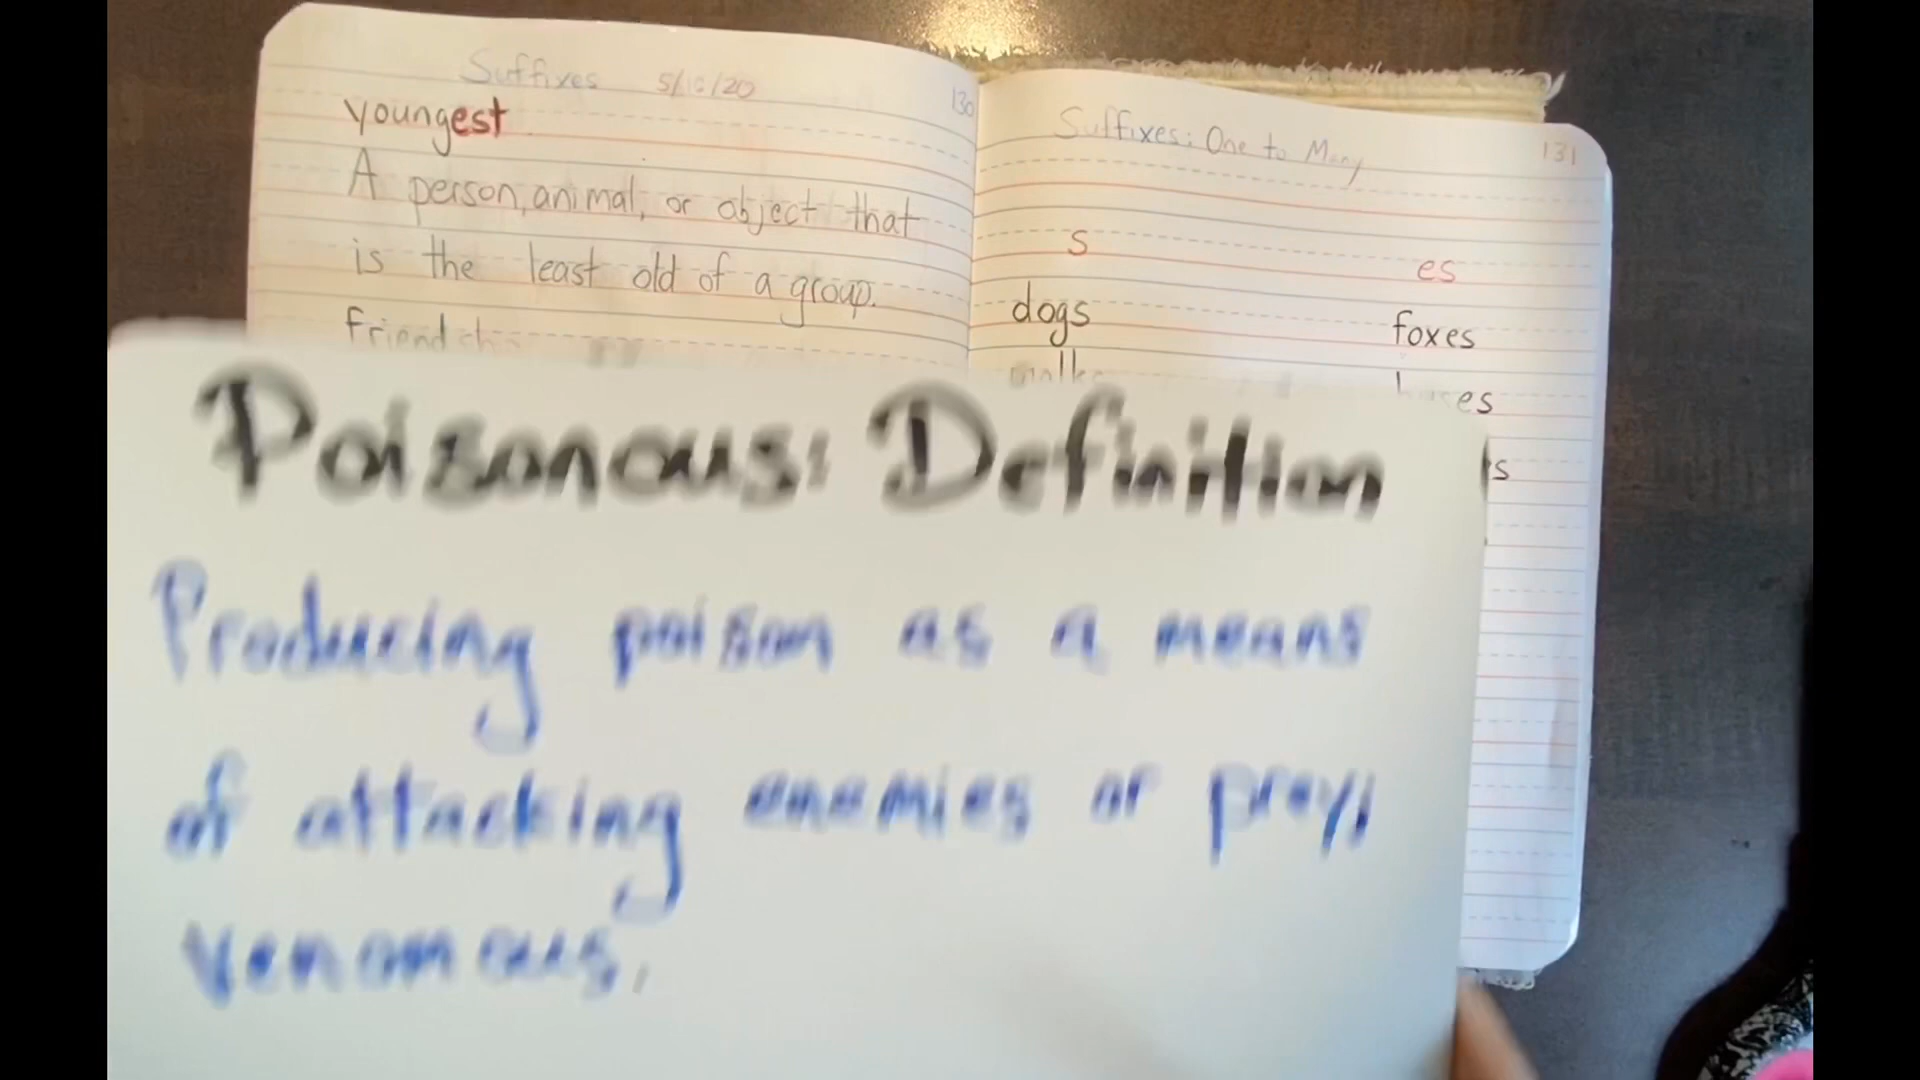 Suffixes 5/18/20
130
youngest
A person, animal, or object that
is the least old of a group.
Suffixes: One to Many
131
s es
dogs foxes
Poisonous: Definition
Producing poison as a means
of attacking enemies or prey;
venomous.